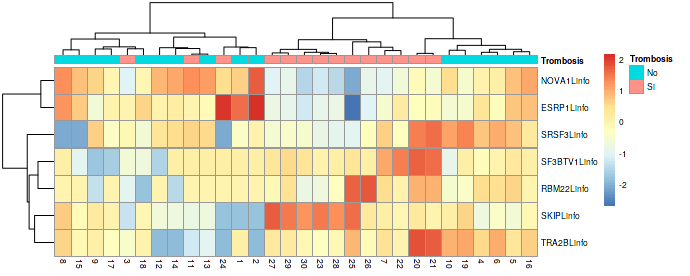 Trombosis
NOVA1Linfo
ESRP1Linfo
SRSF3Linfo
SF3BTV1Linfo
RBM22Linfo
SKIPLinfo
TRA2BLinfo
8 15 9 17 3 18 12 14 11 13 24 1 2 27 29 30 23 28 25 26 7 22 20 21 10 19 4 6 5 16
2
1
0
-1
-2
Trombosis
No
SI